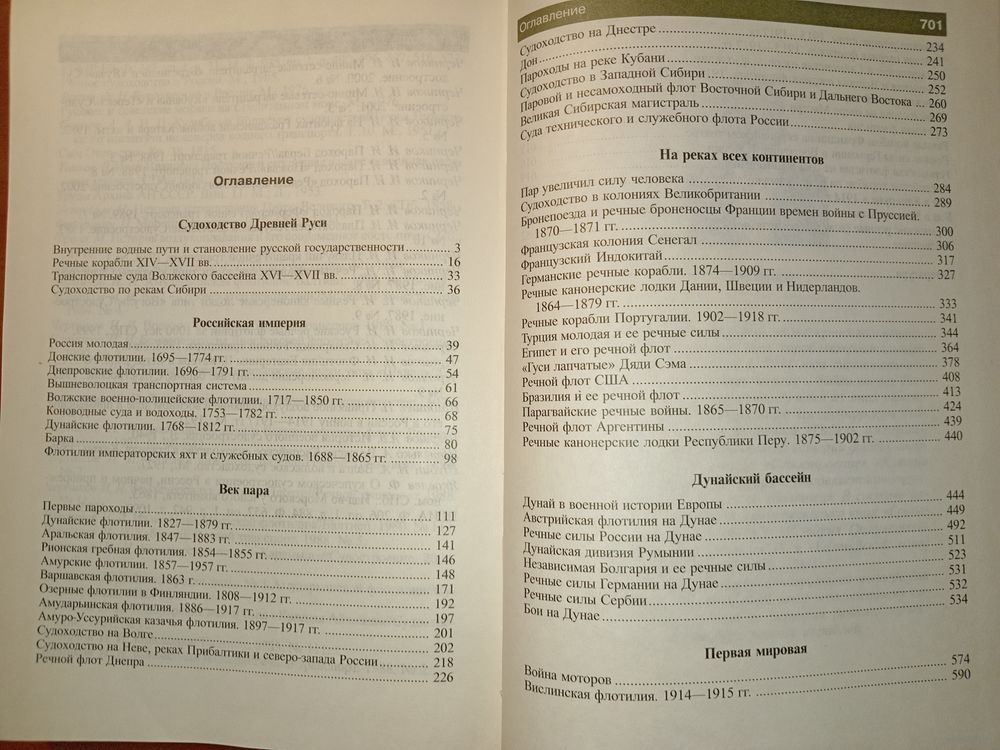 Оглавление
Судоходство Древней Руси
Внутренние водные пути и становление русской государственности ..... 3
Речные корабли XIV—XVII вв. ..... 16
Транспортные суда Волжского бассейна XVI—XVII вв. ..... 33
Судоходство по рекам Сибири ..... 36
Российская империя
Россия молодая ..... 39
Донские флотилии. 1695—1774 гг. ..... 47
Днепровские флотилии. 1696—1791 гг. ..... 54
Вышневолоцкая транспортная система ..... 61
Волжские военно-полицейские флотилии. 1717—1850 гг. ..... 66
Коноводные суда и водоходы. 1753—1782 гг. ..... 68
Дунайские флотилии. 1768—1812 гг. ..... 75
Барка ..... 80
Флотилии императорских яхт и служебных судов. 1688—1865 гг. ..... 98
Век пара
Первые пароходы ..... 111
Дунайские флотилии. 1827—1879 гг. ..... 127
Аральская флотилия. 1847—1883 гг. ..... 141
Рионская гребная флотилия. 1854—1855 гг. ..... 146
Амурские флотилии. 1857—1957 гг. ..... 148
Варшавская флотилия. 1863 г. ..... 171
Озерные флотилии в Финляндии. 1808—1912 гг. ..... 192
Амударьинская флотилия. 1886—1917 гг. ..... 197
Амуро-Уссурийская казачья флотилия. 1897—1917 гг. ..... 201
Судоходство на Волге ..... 202
Судоходство на Неве, реках Прибалтики и северо-запада России ..... 218
Речной флот Днепра ..... 226
Оглавление 701
Судоходство на Днестре ..... 234
Дон ..... 241
Пароходы на реке Кубани ..... 250
Судоходство в Западной Сибири ..... 252
Паровой и несамоходный флот Восточной Сибири и Дальнего Востока ... 260
Великая Сибирская магистраль ..... 269
Суда технического и служебного флота России ..... 273
На реках всех континентов
Пар увеличил силу человека ..... 284
Судоходство в колониях Великобритании ..... 289
Бронепоезда и речные броненосцы Франции времен войны с Пруссией.
1870—1871 гг. ..... 300
Французская колония Сенегал ..... 306
Французский Индокитай ..... 317
Германские речные корабли. 1874—1909 гг. ..... 327
Речные канонерские лодки Дании, Швеции и Нидерландов.
1864—1879 гг. ..... 333
Речные корабли Португалии. 1902—1918 гг. ..... 341
Турция молодая и ее речные силы ..... 344
Египет и его речной флот ..... 364
«Гуси лапчатые» Дяди Сэма ..... 378
Речной флот США ..... 408
Бразилия и ее речной флот ..... 413
Парагвайские речные войны. 1865—1870 гг. ..... 424
Речной флот Аргентины ..... 439
Речные канонерские лодки Республики Перу. 1875—1902 гг. ..... 440
Дунайский бассейн
Дунай в военной истории Европы ..... 444
Австрийская флотилия на Дунае ..... 449
Речные силы России на Дунае ..... 492
Дунайская дивизия Румынии ..... 511
Независимая Болгария и ее речные силы ..... 523
Речные силы Германии на Дунае ..... 531
Речные силы Сербии ..... 532
Бои на Дунае ..... 534
Первая мировая
Война моторов ..... 574
Вислинская флотилия. 1914—1915 гг. ..... 590